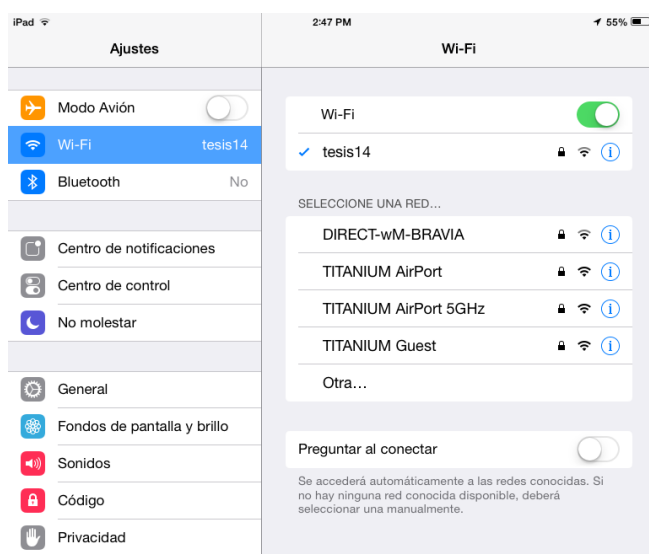 iPad 2:47 PM 55%
Ajustes
Modo Avión
Wi-Fi tesis14
Bluetooth No
Centro de notificaciones
Centro de control
No molestar
General
Fondos de pantalla y brillo
Sonidos
Código
Privacidad
Wi-Fi
Wi-Fi
tesis14
SELECCIONE UNA RED...
DIRECT-wM-BRAVIA
TITANIUM AirPort
TITANIUM AirPort 5GHz
TITANIUM Guest
Otra...
Preguntar al conectar
Se accederá automáticamente a las redes conocidas. Si
no hay ninguna red conocida disponible, deberá
seleccionar una manualmente.